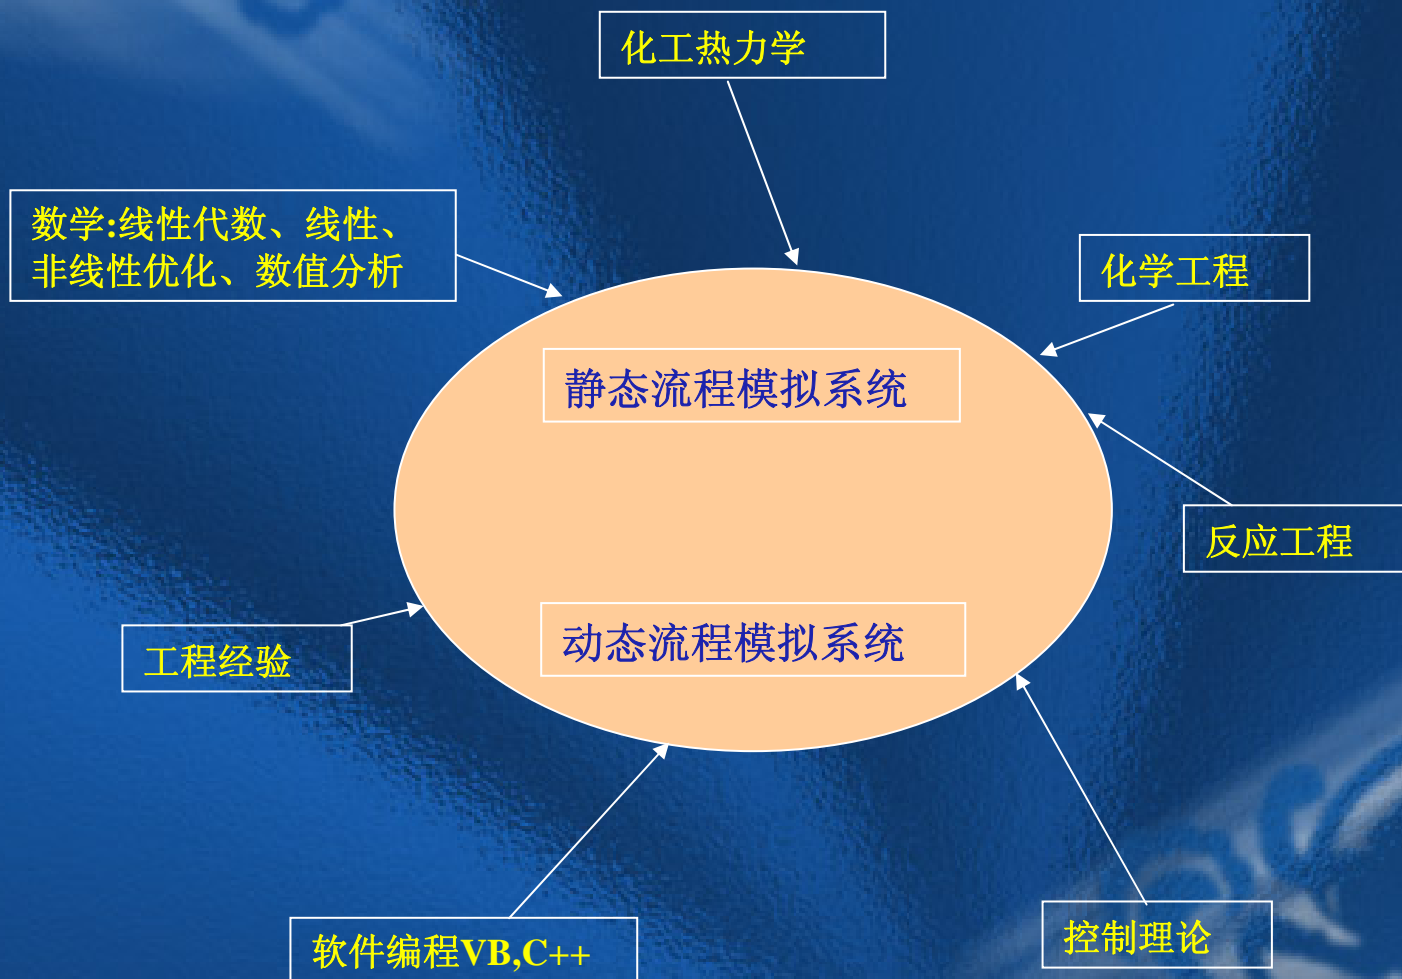 化工热力学
数学:线性代数、线性、
非线性优化、数值分析
化学工程
静态流程模拟系统
反应工程
动态流程模拟系统
工程经验
软件编程VB,C++
控制理论